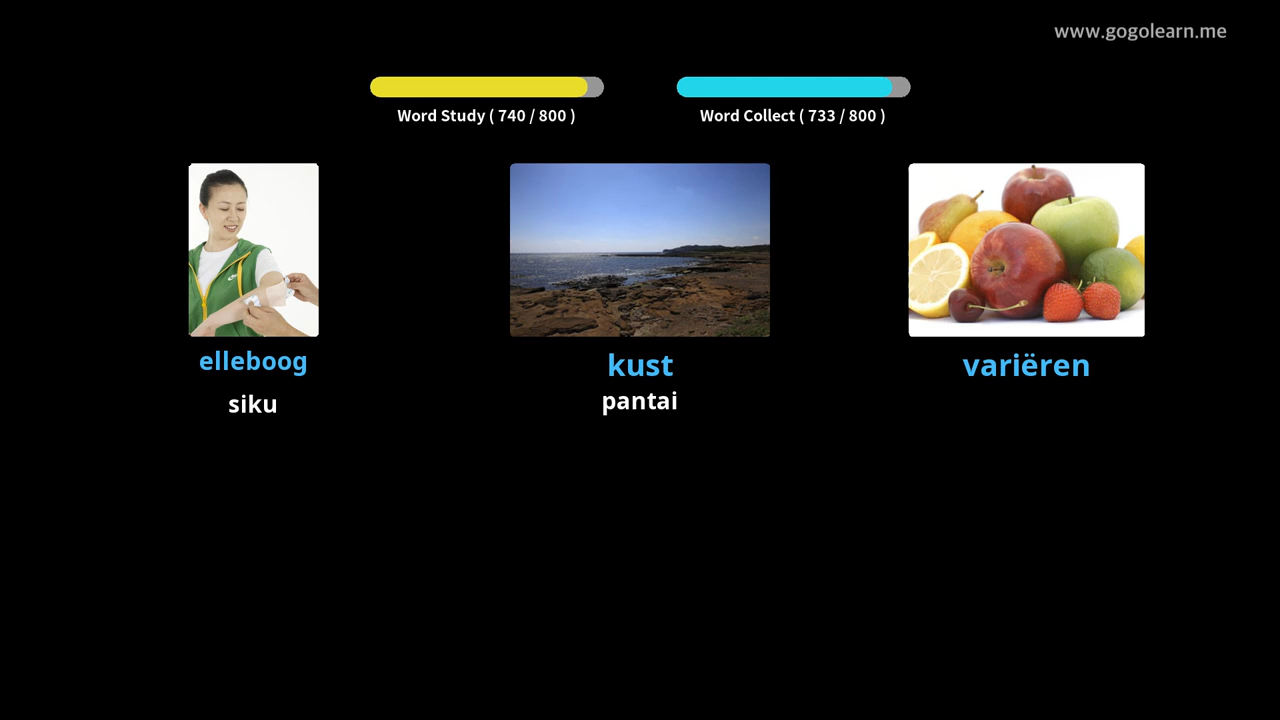 www.gogolearn.me
Word Study ( 740 / 800 )
Word Collect ( 733 / 800 )
elleboog
siku
kust
pantai
variëren